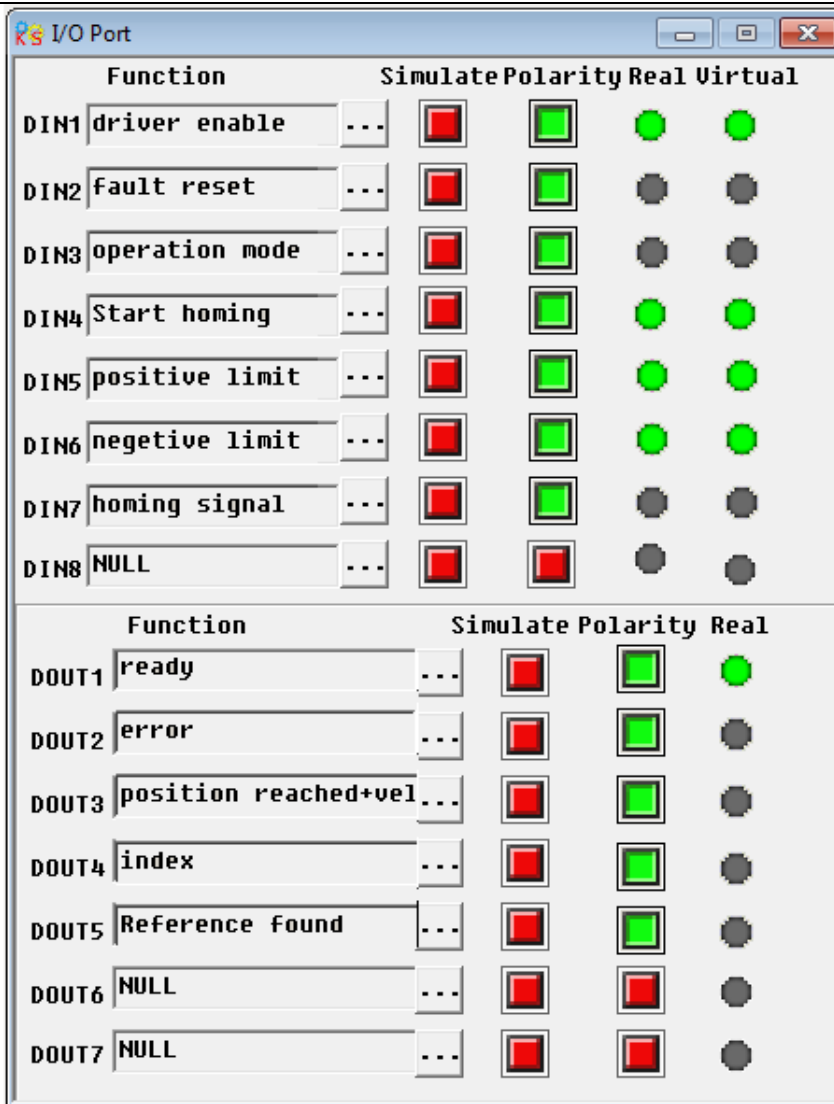 I/O Port
Function Simulate Polarity Real Virtual
DIN1 driver enable ...
DIN2 fault reset ...
DIN3 operation mode ...
DIN4 Start homing ...
DIN5 positive limit ...
DIN6 negetive limit ...
DIN7 homing signal ...
DIN8 NULL ...
Function Simulate Polarity Real
DOUT1 ready ...
DOUT2 error ...
DOUT3 position reached+vel ...
DOUT4 index ...
DOUT5 Reference found ...
DOUT6 NULL ...
DOUT7 NULL ...